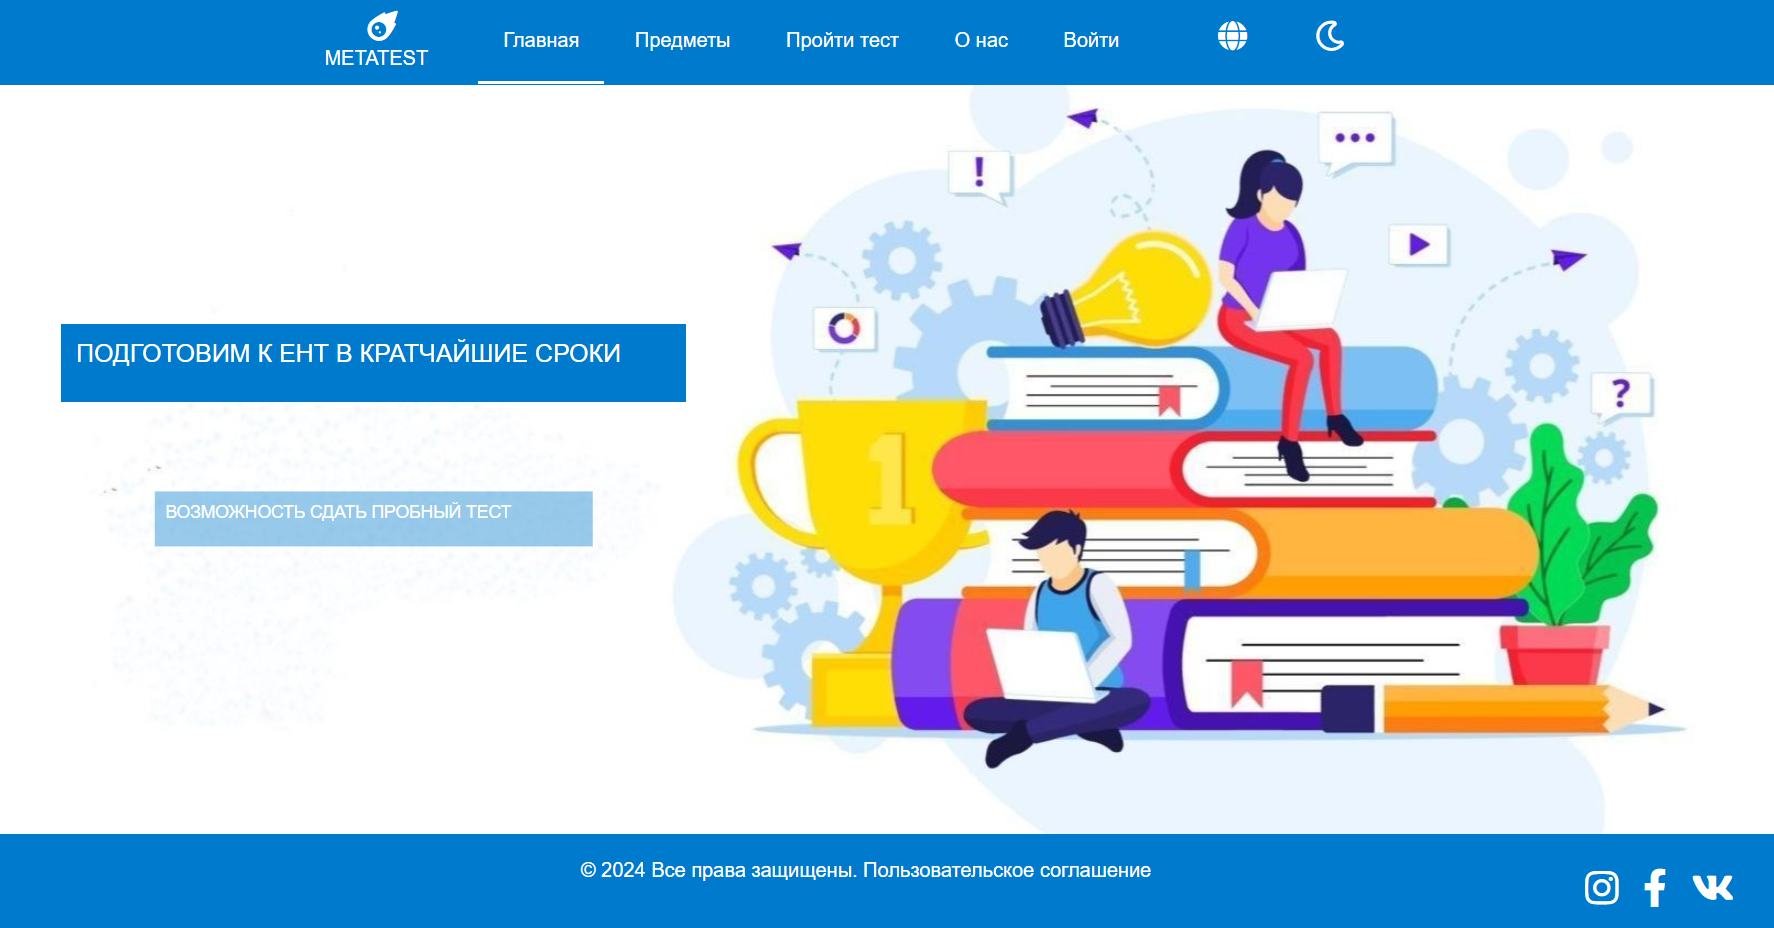 METATEST
Главная
Предметы
Пройти тест
О нас
Войти
!
?
ПОДГОТОВИМ К ЕНТ В КРАТЧАЙШИЕ СРОКИ
1
ВОЗМОЖНОСТЬ СДАТЬ ПРОБНЫЙ ТЕСТ
© 2024 Все права защищены. Пользовательское соглашение